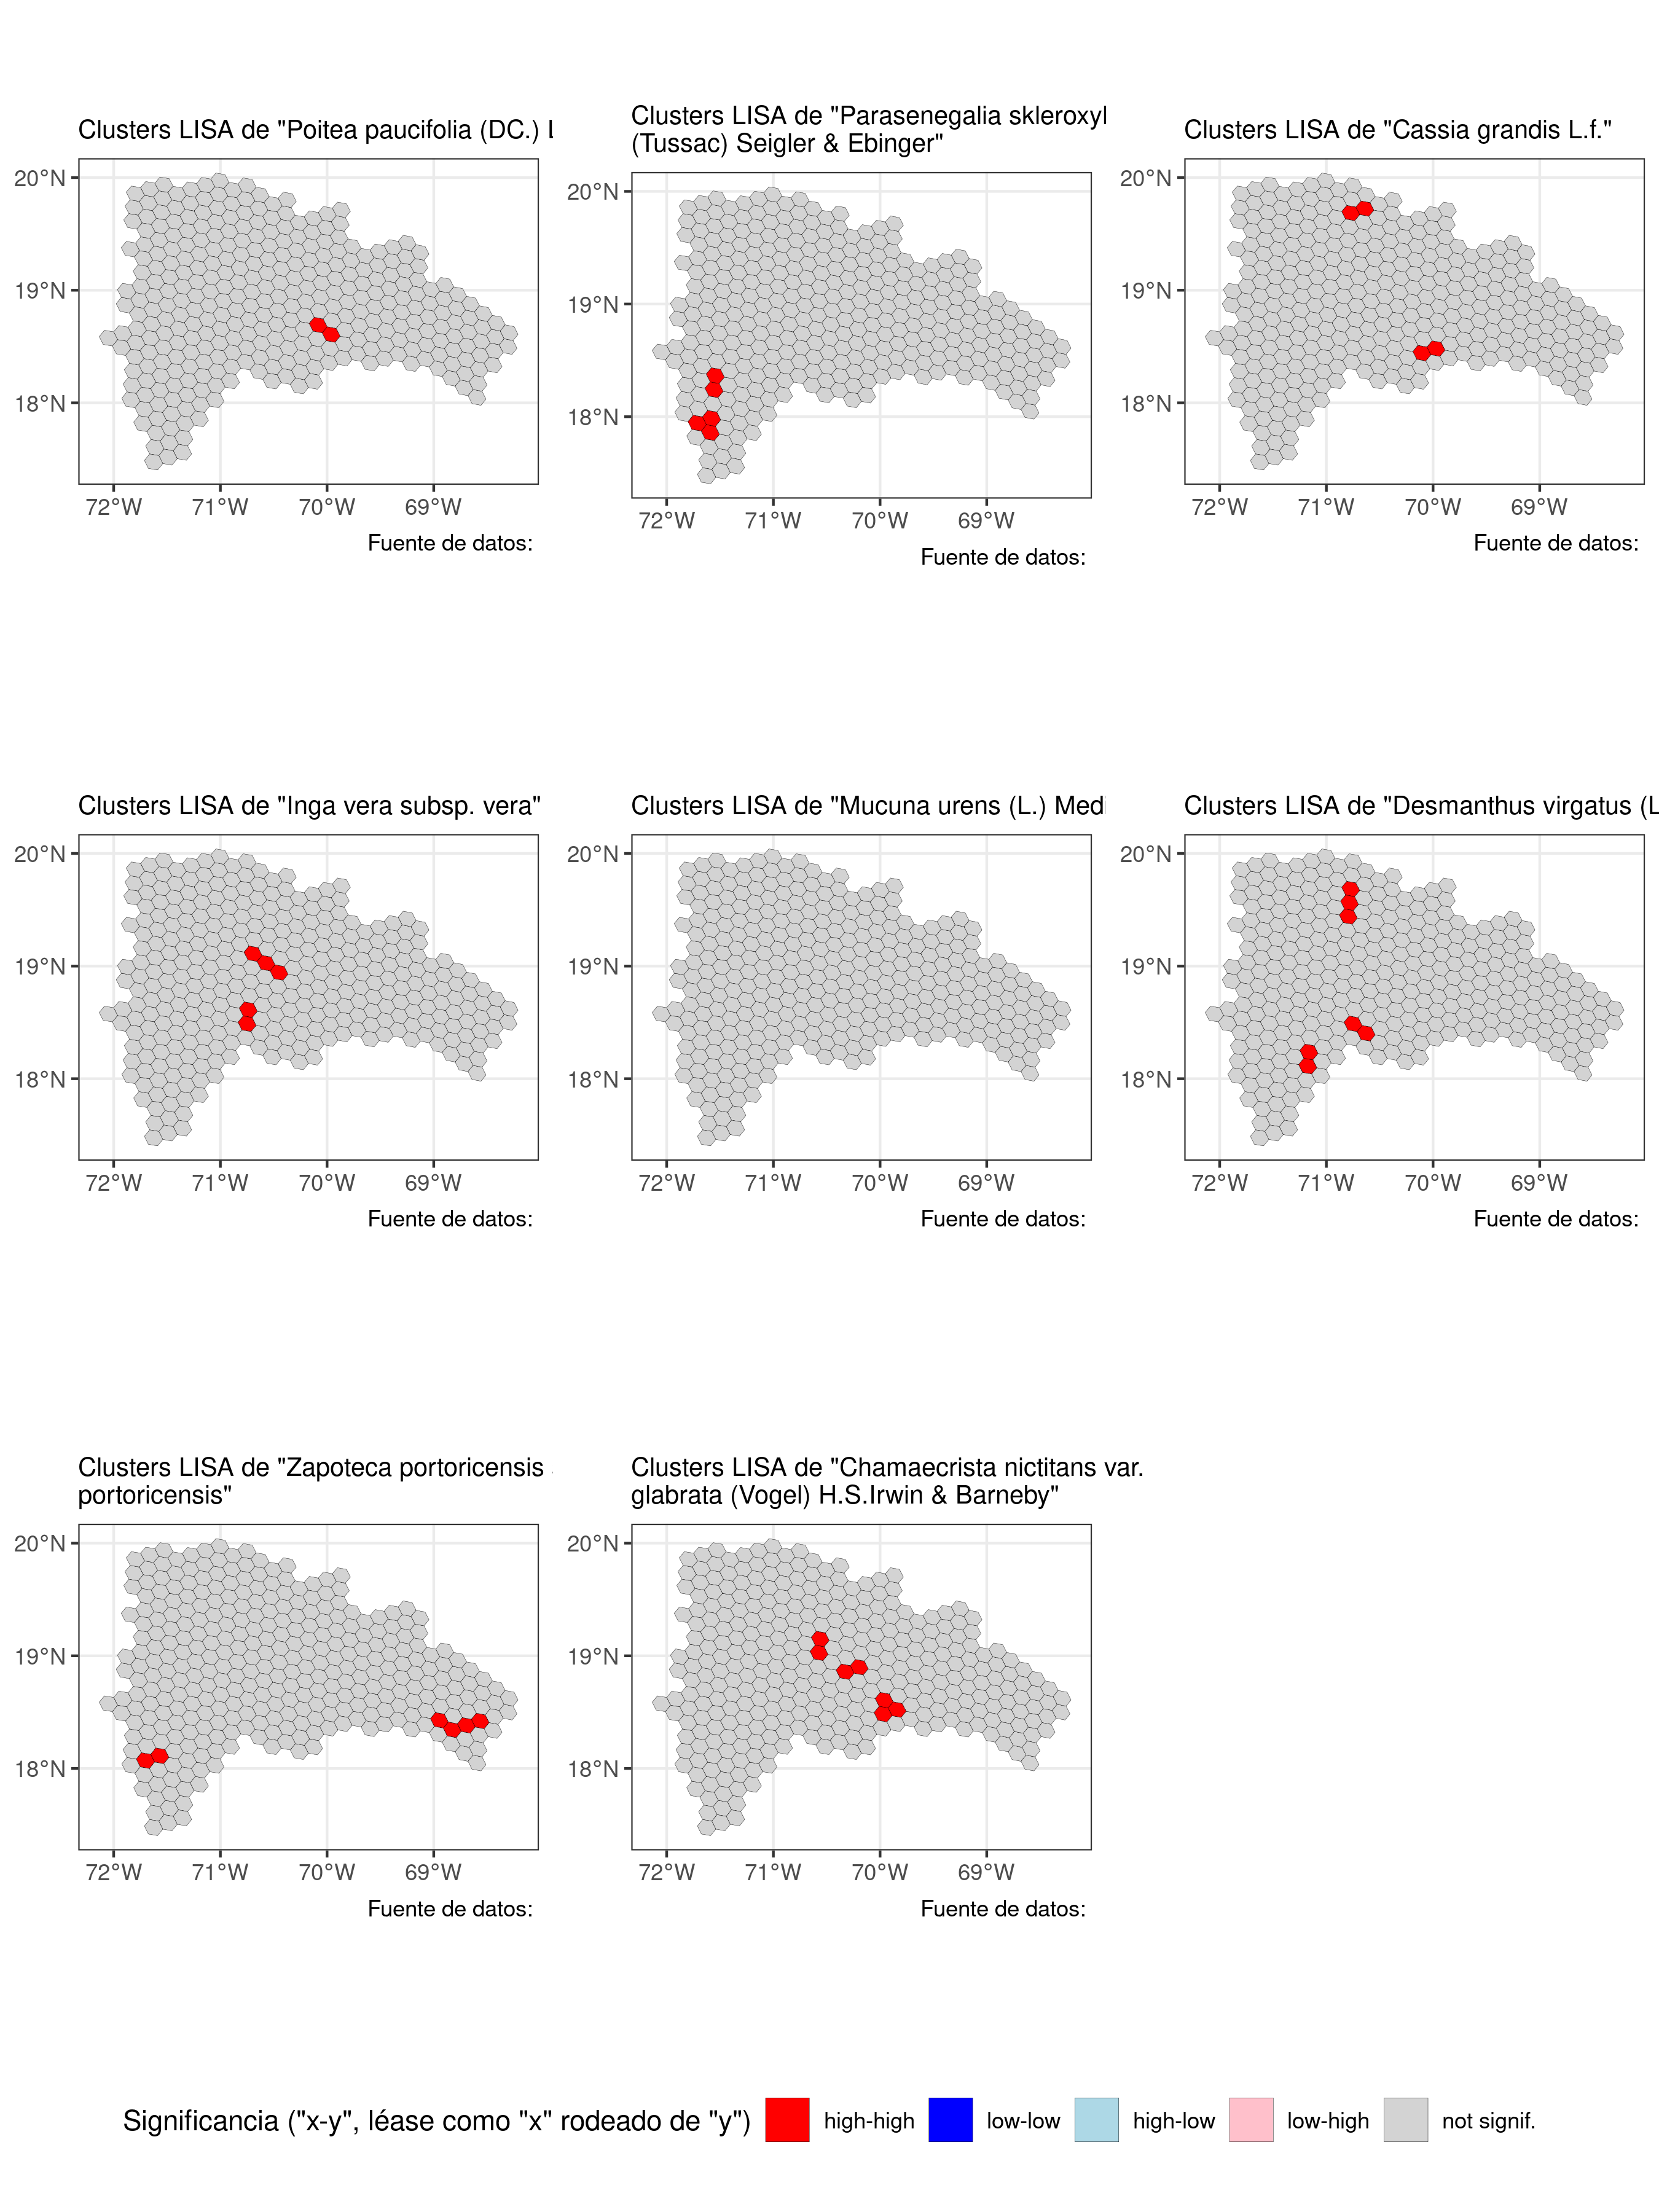 Clusters LISA de "Poitea paucifolia (DC.)
Clusters LISA de "Parasenegalia skleroxyl
(Tussac) Seigler & Ebinger"
Clusters LISA de "Cassia grandis L.f."
20°N
19°N
18°N
72°W 71°W 70°W 69°W
Fuente de datos:
20°N
19°N
18°N
72°W 71°W 70°W 69°W
Fuente de datos:
20°N
19°N
18°N
72°W 71°W 70°W 69°W
Fuente de datos:
Clusters LISA de "Inga vera subsp. vera"
Clusters LISA de "Mucuna urens (L.) Med
Clusters LISA de "Desmanthus virgatus (L
20°N
19°N
18°N
72°W 71°W 70°W 69°W
Fuente de datos:
20°N
19°N
18°N
72°W 71°W 70°W 69°W
Fuente de datos:
20°N
19°N
18°N
72°W 71°W 70°W 69°W
Fuente de datos:
Clusters LISA de "Zapoteca portoricensis
portoricensis"
Clusters LISA de "Chamaecrista nictitans var.
glabrata (Vogel) H.S.Irwin & Barneby"
20°N
19°N
18°N
72°W 71°W 70°W 69°W
Fuente de datos:
20°N
19°N
18°N
72°W 71°W 70°W 69°W
Fuente de datos:
Significancia ("x-y", léase como "x" rodeado de "y") high-high low-low high-low low-high not signif.